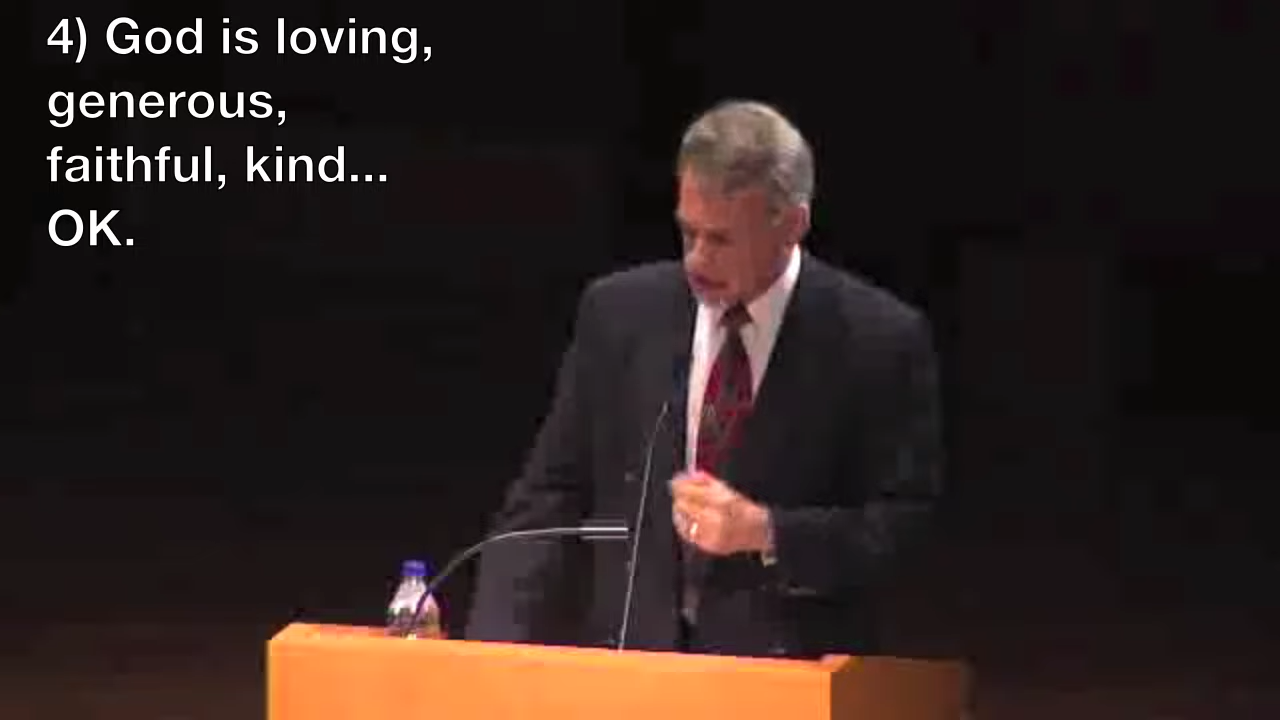 4) God is loving,
generous,
faithful, kind...
OK.